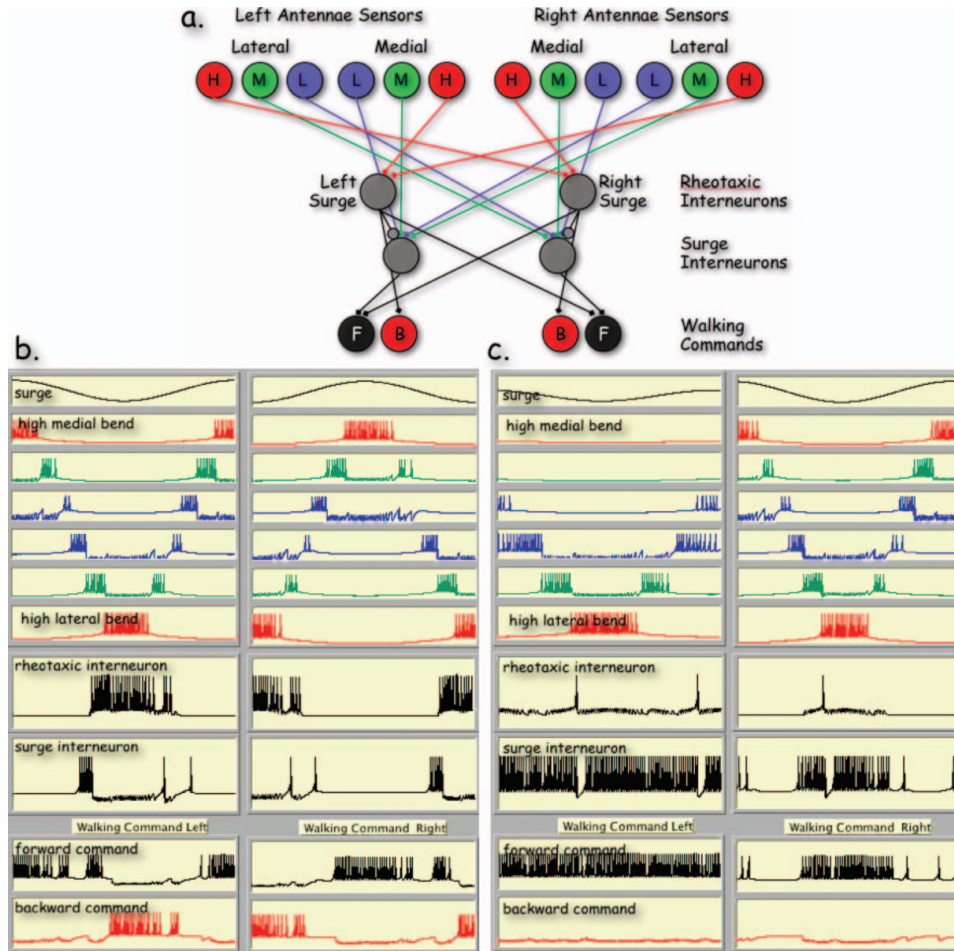 a.
Left Antennae Sensors Right Antennae Sensors
Lateral Medial Medial Lateral
H M L L M H H M L L M H
Left Surge
Right Surge
Rheotaxic Interneurons
Surge Interneurons
F B B F
Walking Commands
b.
c.
surge
high medial bend
high lateral bend
rheotaxic interneuron
surge interneuron
Walking Command Left
Walking Command Right
forward command
backward command
surge
high medial bend
high lateral bend
rheotaxic interneuron
surge interneuron
Walking Command Left
Walking Command Right
forward command
backward command